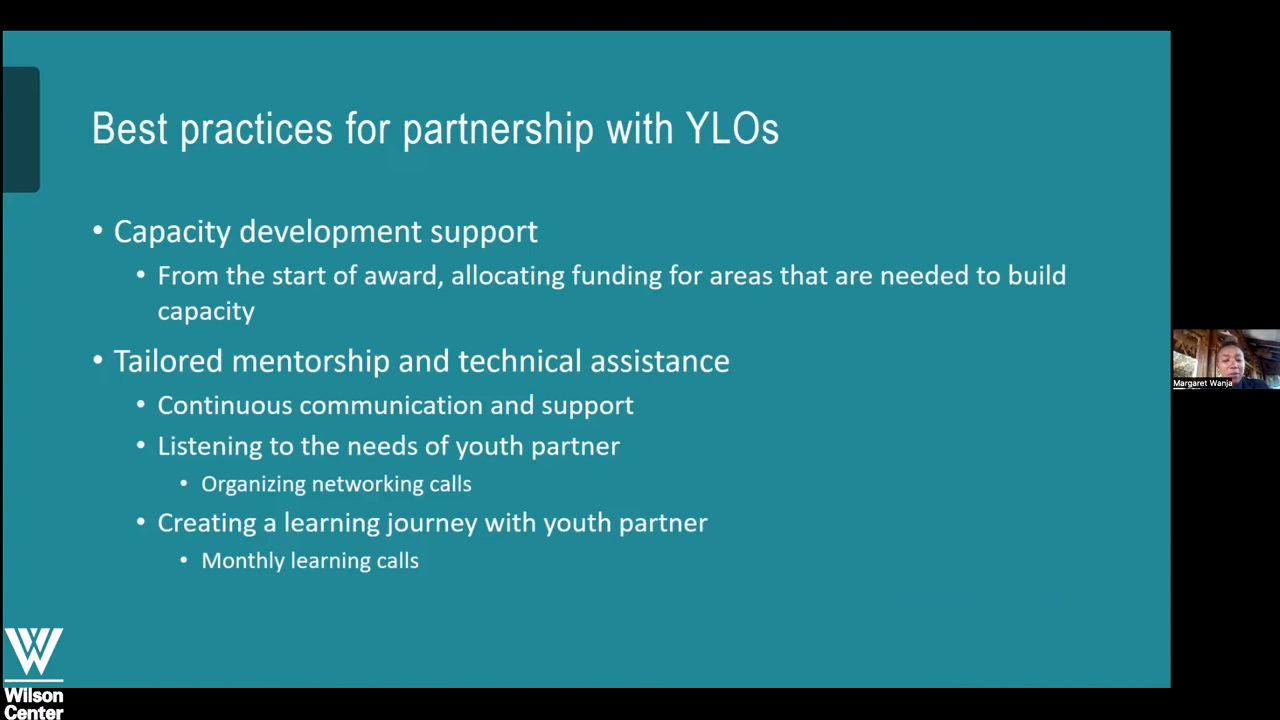 Best practices for partnership with YLOs
• Capacity development support
• From the start of award, allocating funding for areas that are needed to build
capacity
• Tailored mentorship and technical assistance
• Continuous communication and support
• Listening to the needs of youth partner
• Organizing networking calls
• Creating a learning journey with youth partner
• Monthly learning calls
Margaret Wanja
Wilson
Center